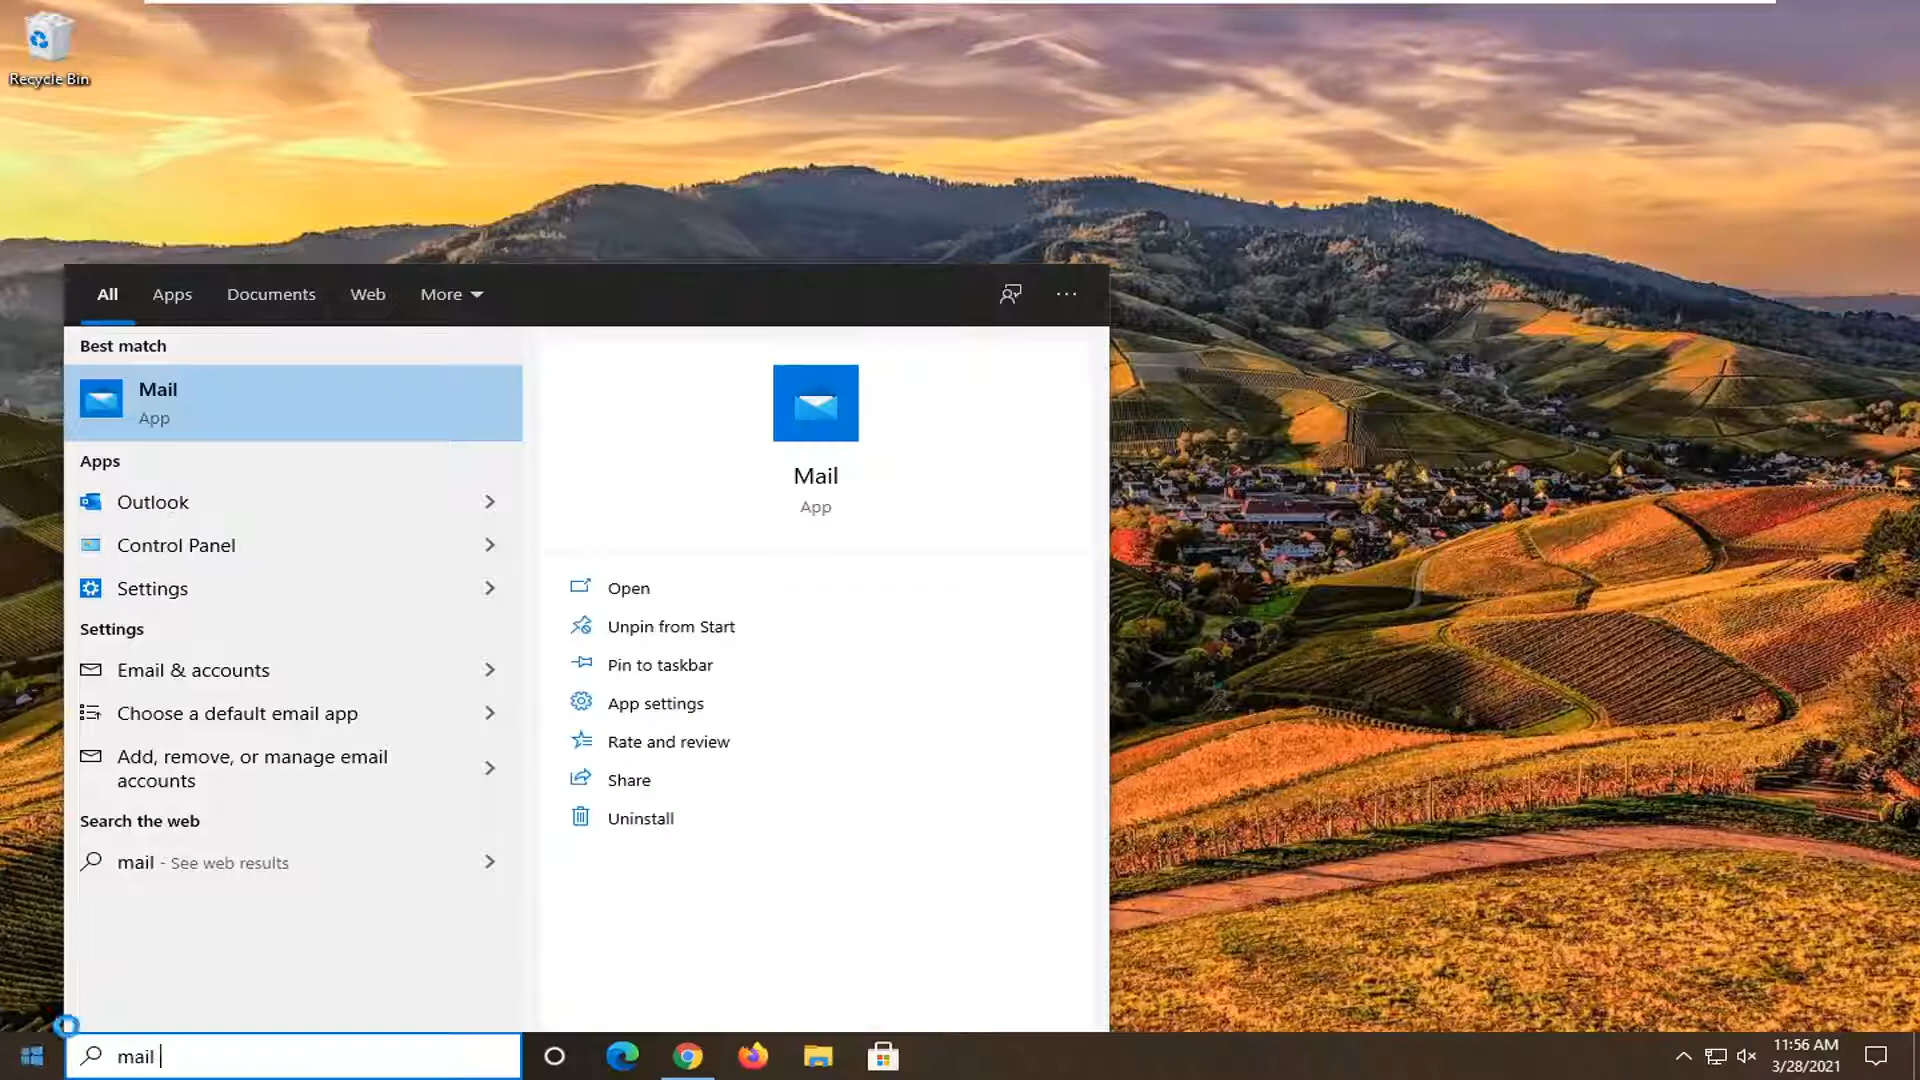 Recycle Bin
All Apps Documents Web More
Best match
Mail
App
Apps
Outlook
Control Panel
Settings
Settings
Email & accounts
Choose a default email app
Add, remove, or manage email
accounts
Search the web
mail - See web results
Mail
App
Open
Unpin from Start
Pin to taskbar
App settings
Rate and review
Share
Uninstall
mail
11:56 AM
3/28/2021